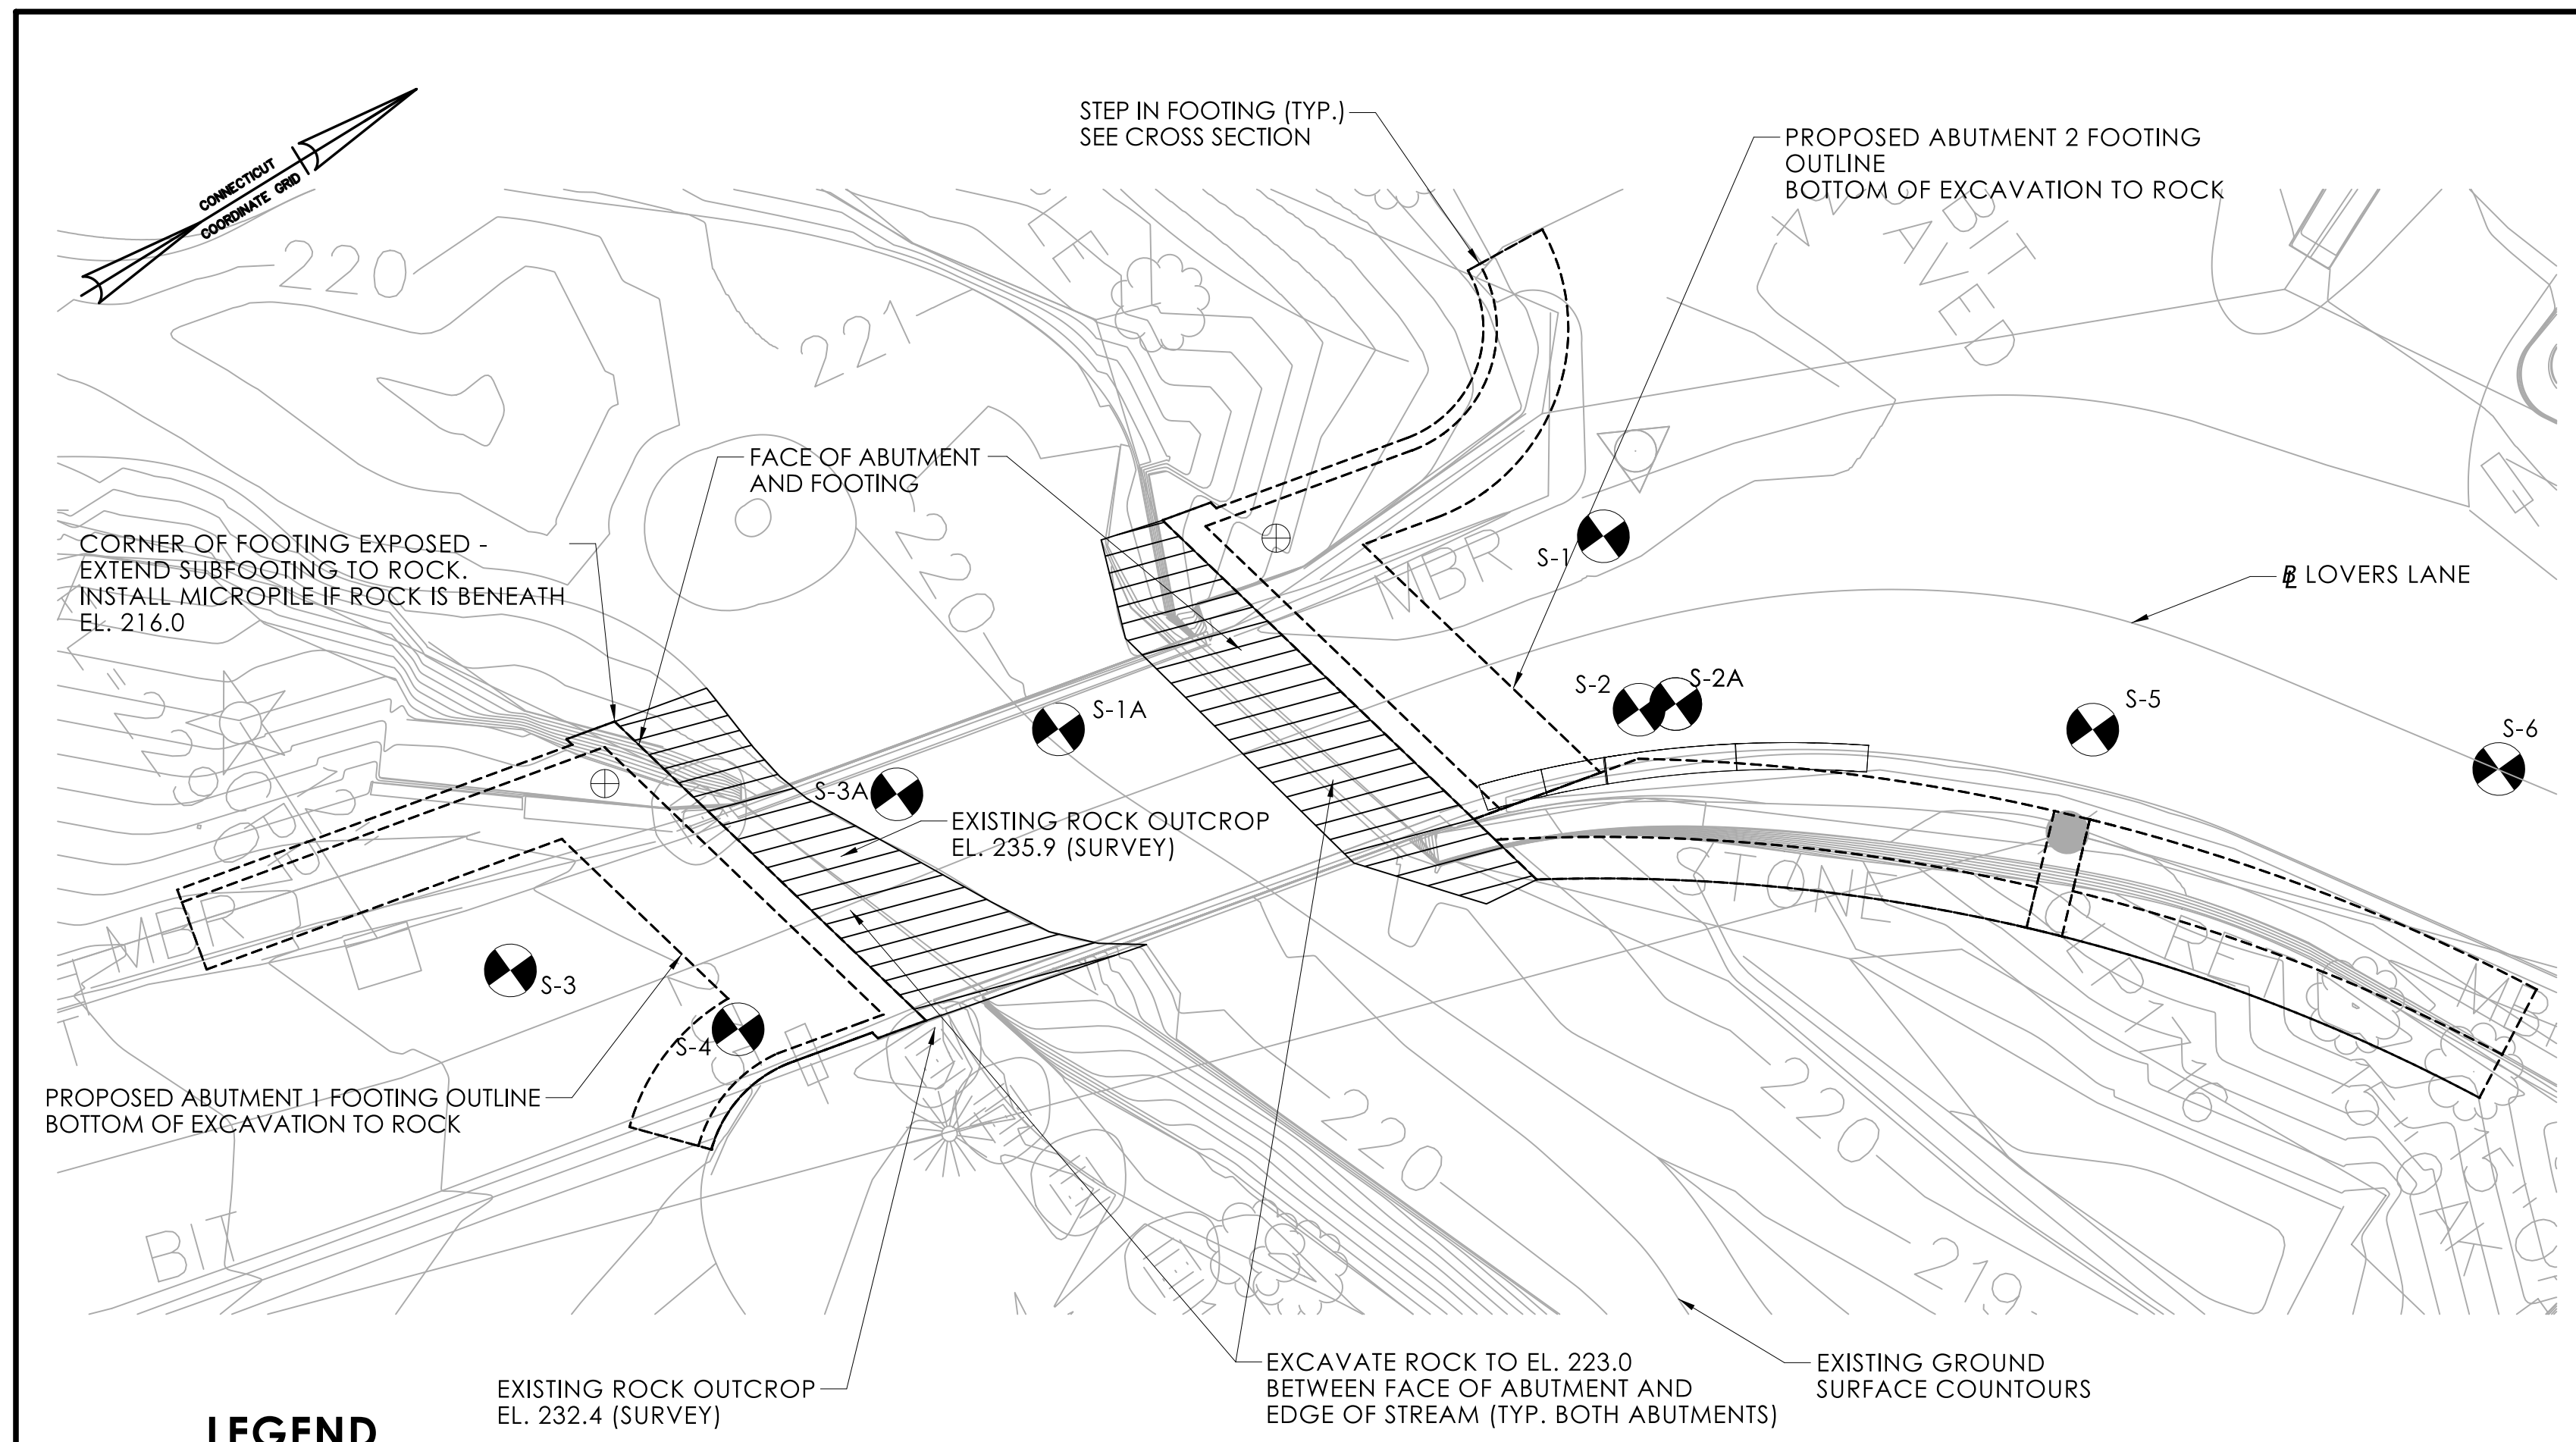 STEP IN FOOTING (TYP.)
SEE CROSS SECTION
PROPOSED ABUTMENT 2 FOOTING
OUTLINE
BOTTOM OF EXCAVATION TO ROCK
CONNECTICUT
COORDINATE GRID
220
221
BIT
FACE OF ABUTMENT
AND FOOTING
CORNER OF FOOTING EXPOSED -
EXTEND SUBFOOTING TO ROCK.
INSTALL MICROPILE IF ROCK IS BENEATH
EL. 216.0
220
MBR
S-1
LOVERS LANE
S-2
S-2A
S-1A
S-5
S-6
S-3A
EXISTING ROCK OUTCROP
EL. 235.9 (SURVEY)
STONE
MBR
S-3
S-4
PROPOSED ABUTMENT 1 FOOTING OUTLINE
BOTTOM OF EXCAVATION TO ROCK
220
220
BIT
219
EXCAVATE ROCK TO EL. 223.0
BETWEEN FACE OF ABUTMENT AND
EDGE OF STREAM (TYP. BOTH ABUTMENTS)
EXISTING GROUND
SURFACE COUNTOURS
EXISTING ROCK OUTCROP
EL. 232.4 (SURVEY)
LEGEND